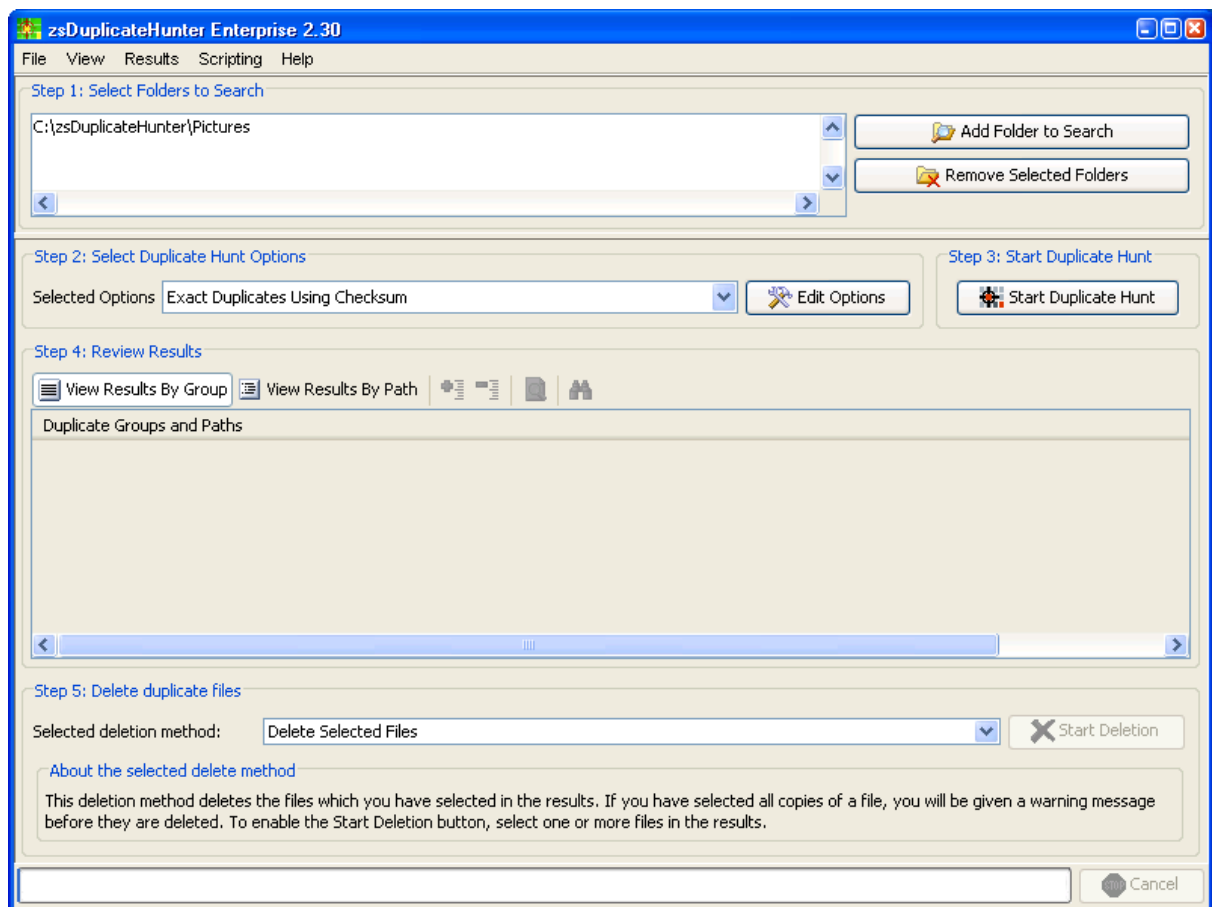 zsDuplicateHunter Enterprise 2.30
File View Results Scripting Help
Step 1: Select Folders to Search
C:\zsDuplicateHunter\Pictures
Add Folder to Search
Remove Selected Folders
Step 2: Select Duplicate Hunt Options
Step 3: Start Duplicate Hunt
Selected Options Exact Duplicates Using Checksum Edit Options
Start Duplicate Hunt
Step 4: Review Results
View Results By Group View Results By Path
Duplicate Groups and Paths
Step 5: Delete duplicate files
Selected deletion method: Delete Selected Files Start Deletion
About the selected delete method
This deletion method deletes the files which you have selected in the results. If you have selected all copies of a file, you will be given a warning message
before they are deleted. To enable the Start Deletion button, select one or more files in the results.
STOP Cancel